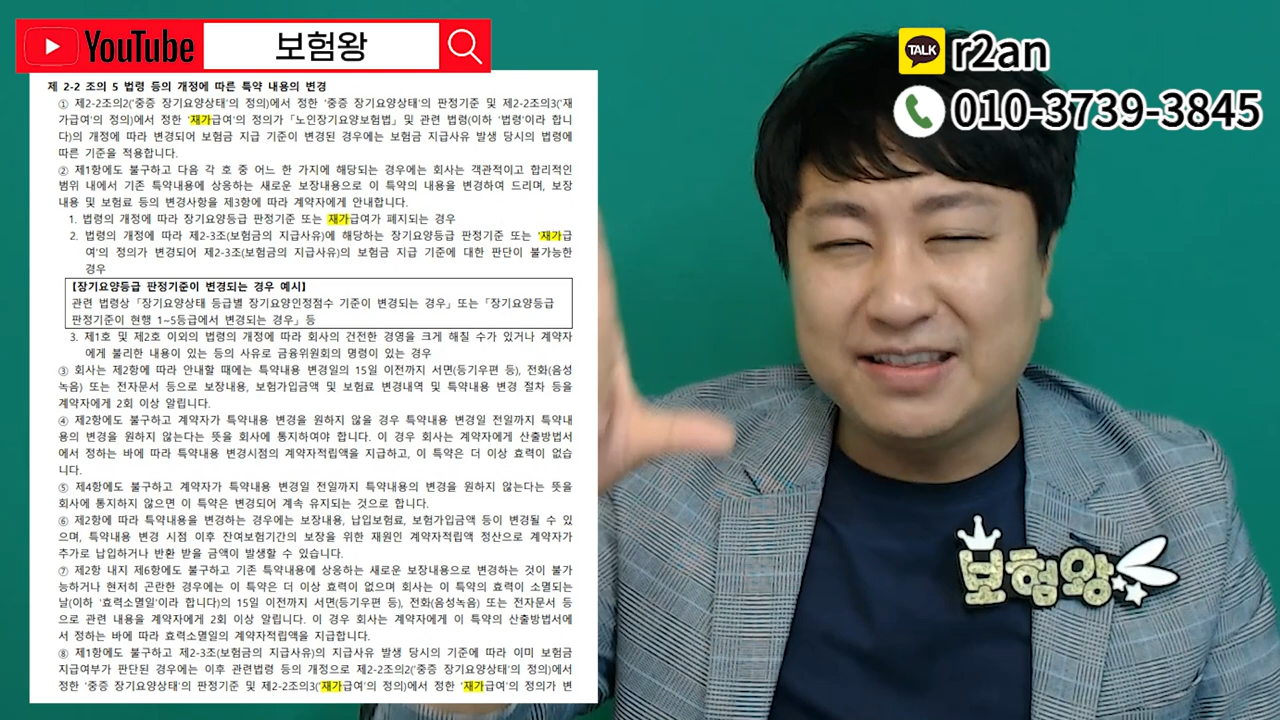 YouTube 보험왕
TALK r2an
010-3739-3845
제 2-2 조의 5 법령 등의 개정에 따른 특약 내용의 변경
① 제2-2조의2('중증 장기요양상태'의 정의)에서 정한 '중증 장기요양상태'의 판정기준 및 제2-2조의3('재
가급여'의 정의)에서 정한 '재가급여'의 정의가 「노인장기요양보험법」 및 관련 법령(이하 '법령'이라 합니
다)의 개정에 따라 변경되어 보험금 지급 기준이 변경된 경우에는 보험금 지급사유 발생 당시의 법령에
따른 기준을 적용합니다.
② 제1항에도 불구하고 다음 각 호 중 어느 한 가지에 해당되는 경우에는 회사는 객관적이고 합리적인
범위 내에서 기존 특약내용에 상응하는 새로운 보장내용으로 이 특약의 내용을 변경하여 드리며, 보장
내용 및 보험료 등의 변경사항을 제3항에 따라 계약자에게 안내합니다.
1. 법령의 개정에 따라 장기요양등급 판정기준 또는 재가급여가 폐지되는 경우
2. 법령의 개정에 따라 제2-3조(보험금의 지급사유)에 해당하는 장기요양등급 판정기준 또는 '재가급
여'의 정의가 변경되어 제2-3조(보험금의 지급사유)의 보험금 지급 기준에 대한 판단이 불가능한
경우
【장기요양등급 판정기준이 변경되는 경우 예시】
관련 법령상 「장기요양상태 등급별 장기요양인정점수 기준이 변경되는 경우」 또는 「장기요양등급
판정기준이 현행 1~5등급에서 변경되는 경우」 등
3. 제1호 및 제2호 이외의 법령의 개정에 따라 회사의 건전한 경영을 크게 해칠 수가 있거나 계약자
에게 불리한 내용이 있는 등의 사유로 금융위원회의 명령이 있는 경우
③ 회사는 제2항에 따라 안내할 때에는 특약내용 변경일의 15일 이전까지 서면(등기우편 등), 전화(음성
녹음) 또는 전자문서 등으로 보장내용, 보험가입금액 및 보험료 변경내역 및 특약내용 변경 절차 등을
계약자에게 2회 이상 알립니다.
④ 제2항에도 불구하고 계약자가 특약내용 변경을 원하지 않을 경우 특약내용 변경일 전일까지 특약내
용의 변경을 원하지 않는다는 뜻을 회사에 통지하여야 합니다. 이 경우 회사는 계약자에게 산출방법서
에서 정하는 바에 따라 특약내용 변경시점의 계약자적립액을 지급하고, 이 특약은 더 이상 효력이 없습
니다.
⑤ 제4항에도 불구하고 계약자가 특약내용 변경일 전일까지 특약내용의 변경을 원하지 않는다는 뜻을
회사에 통지하지 않으면 이 특약은 변경되어 계속 유지되는 것으로 합니다.
⑥ 제2항에 따라 특약내용을 변경하는 경우에는 보장내용, 납입보험료, 보험가입금액 등이 변경될 수 있
으며, 특약내용 변경 시점 이후 잔여보험기간의 보장을 위한 재원인 계약자적립액 정산으로 계약자가
추가로 납입하거나 반환 받을 금액이 발생할 수 있습니다.
⑦ 제2항 내지 제6항에도 불구하고 기존 특약내용에 상응하는 새로운 보장내용으로 변경하는 것이 불가
능하거나 현저히 곤란한 경우에는 이 특약은 더 이상 효력이 없으며 회사는 이 특약의 효력이 소멸되는
날(이하 '효력소멸일'이라 합니다)의 15일 이전까지 서면(등기우편 등), 전화(음성녹음) 또는 전자문서 등
으로 관련 내용을 계약자에게 2회 이상 알립니다. 이 경우 회사는 계약자에게 이 특약의 산출방법서에
서 정하는 바에 따라 효력소멸일의 계약자적립액을 지급합니다.
⑧ 제1항에도 불구하고 제2-3조(보험금의 지급사유)의 지급사유 발생 당시의 기준에 따라 이미 보험금
지급여부가 판단된 경우에는 이후 관련법령 등의 개정으로 제2-2조의2('중증 장기요양상태'의 정의)에서
정한 '중증 장기요양상태'의 판정기준 및 제2-2조의3('재가급여'의 정의)에서 정한 '재가급여'의 정의가 변
보험왕